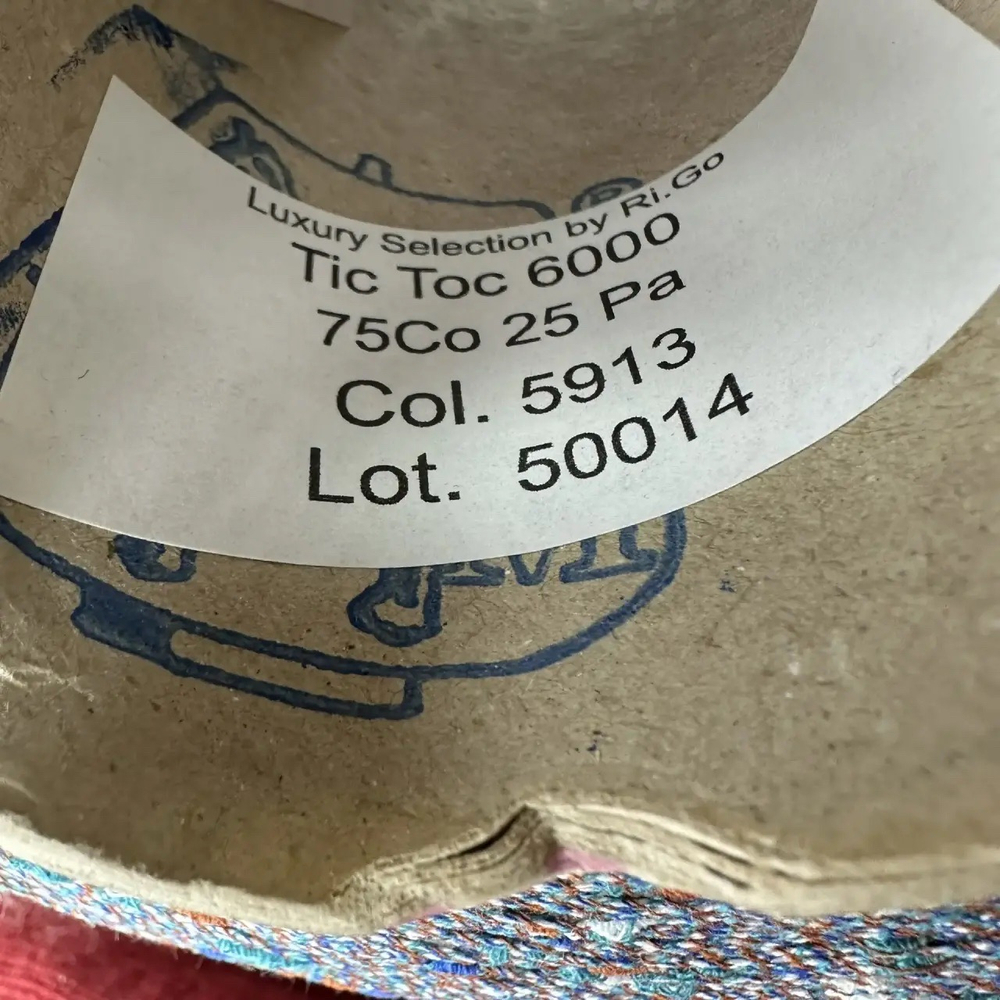 Luxury Selection by Ri.Go
Tic Toc 6000
75Co 25 Pa
Col. 5913
Lot. 50014